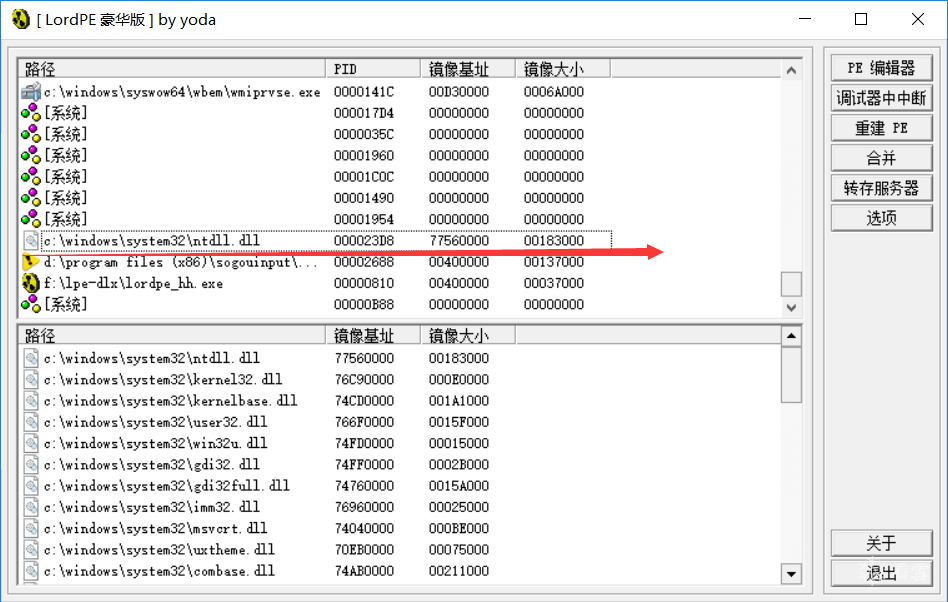 [ LordPE 豪华版 ] by yoda
路径 PID 镜像基址 镜像大小
c:\windows\syswow64\wbem\wmiprvse.exe 0000141C 00D30000 0006A000
[系统] 000017D4 00000000 00000000
[系统] 0000035C 00000000 00000000
[系统] 00001960 00000000 00000000
[系统] 00001C0C 00000000 00000000
[系统] 00001490 00000000 00000000
[系统] 00001954 00000000 00000000
c:\windows\system32\ntdll.dll 000023D8 77560000 00183000
d:\program files (x86)\sogouinput\... 00002688 00400000 00137000
f:\lpe-dlx\lordpe_hh.exe 00000810 00400000 00037000
[系统] 00000B88 00000000 00000000
路径 镜像基址 镜像大小
c:\windows\system32\ntdll.dll 77560000 00183000
c:\windows\system32\kernel32.dll 76C90000 000E0000
c:\windows\system32\kernelbase.dll 74CD0000 001A1000
c:\windows\system32\user32.dll 766F0000 0015F000
c:\windows\system32\win32u.dll 74FD0000 00015000
c:\windows\system32\gdi32.dll 74FF0000 0002B000
c:\windows\system32\gdi32full.dll 74760000 0015A000
c:\windows\system32\imm32.dll 76960000 00025000
c:\windows\system32\msvcrt.dll 74040000 000BE000
c:\windows\system32\uxtheme.dll 70EB0000 00075000
c:\windows\system32\combase.dll 74AB0000 00211000
PE 编辑器
调试器中中断
重建 PE
合并
转存服务器
选项
关于
退出